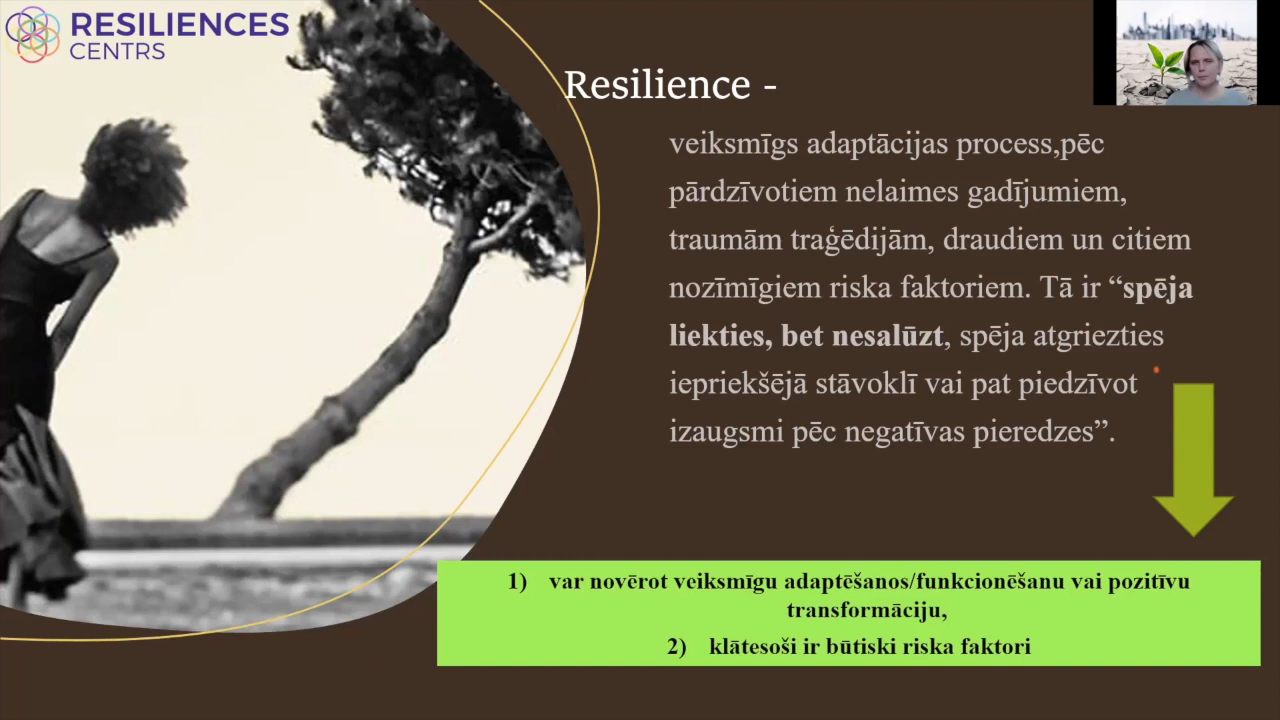 RESILIENCES
CENTRS
Resilience -
veiksmīgs adaptācijas process,pēc
pārdzīvotiem nelaimes gadījumiem,
traumām traģēdijām, draudiem un citiem
nozīmīgiem riska faktoriem. Tā ir “spēja
liekties, bet nesalūzt, spēja atgriezties
iepriekšējā stāvoklī vai pat piedzīvot
izaugsmi pēc negatīvas pieredzes”.
1) var novērot veiksmīgu adaptēšanos/funkcionēšanu vai pozitīvu
transformāciju,
2) klātesoši ir būtiski riska faktori